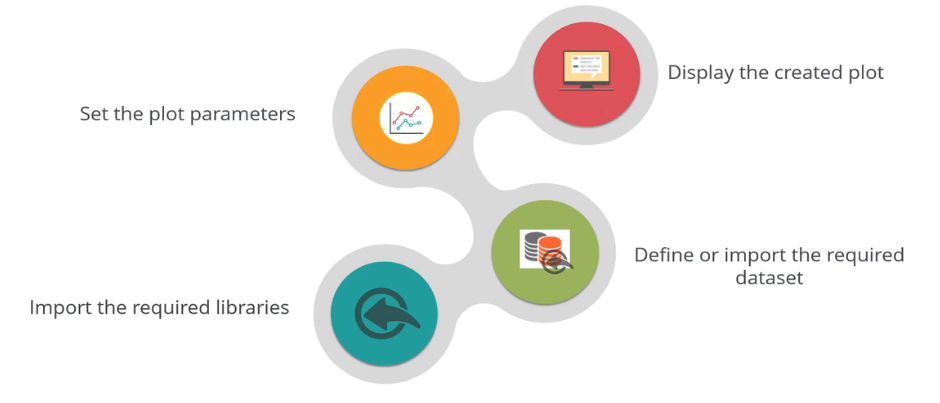 Display the created plot
Set the plot parameters
Define or import the required
dataset
Import the required libraries